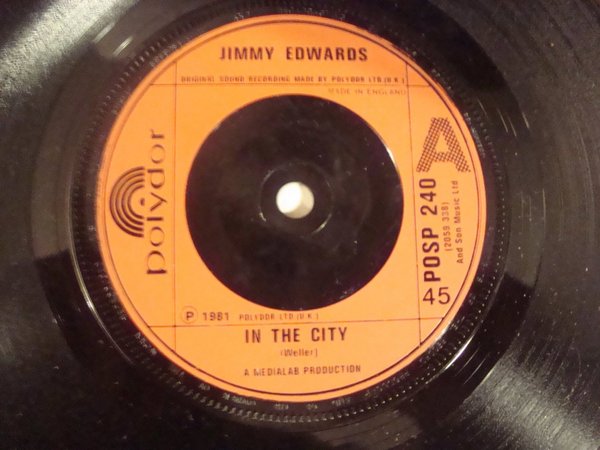 JIMMY EDWARDS
ORIGINAL SOUND RECORDING MADE BY POLYDOR LTD (U.K.)
MADE IN ENGLAND
A
polydor
POSP 240
(2059 338)
And Son Music Ltd
45
P 1981 POLYDOR LTD (U.K.)
IN THE CITY
(Weller)
A MEDIALAB PRODUCTION